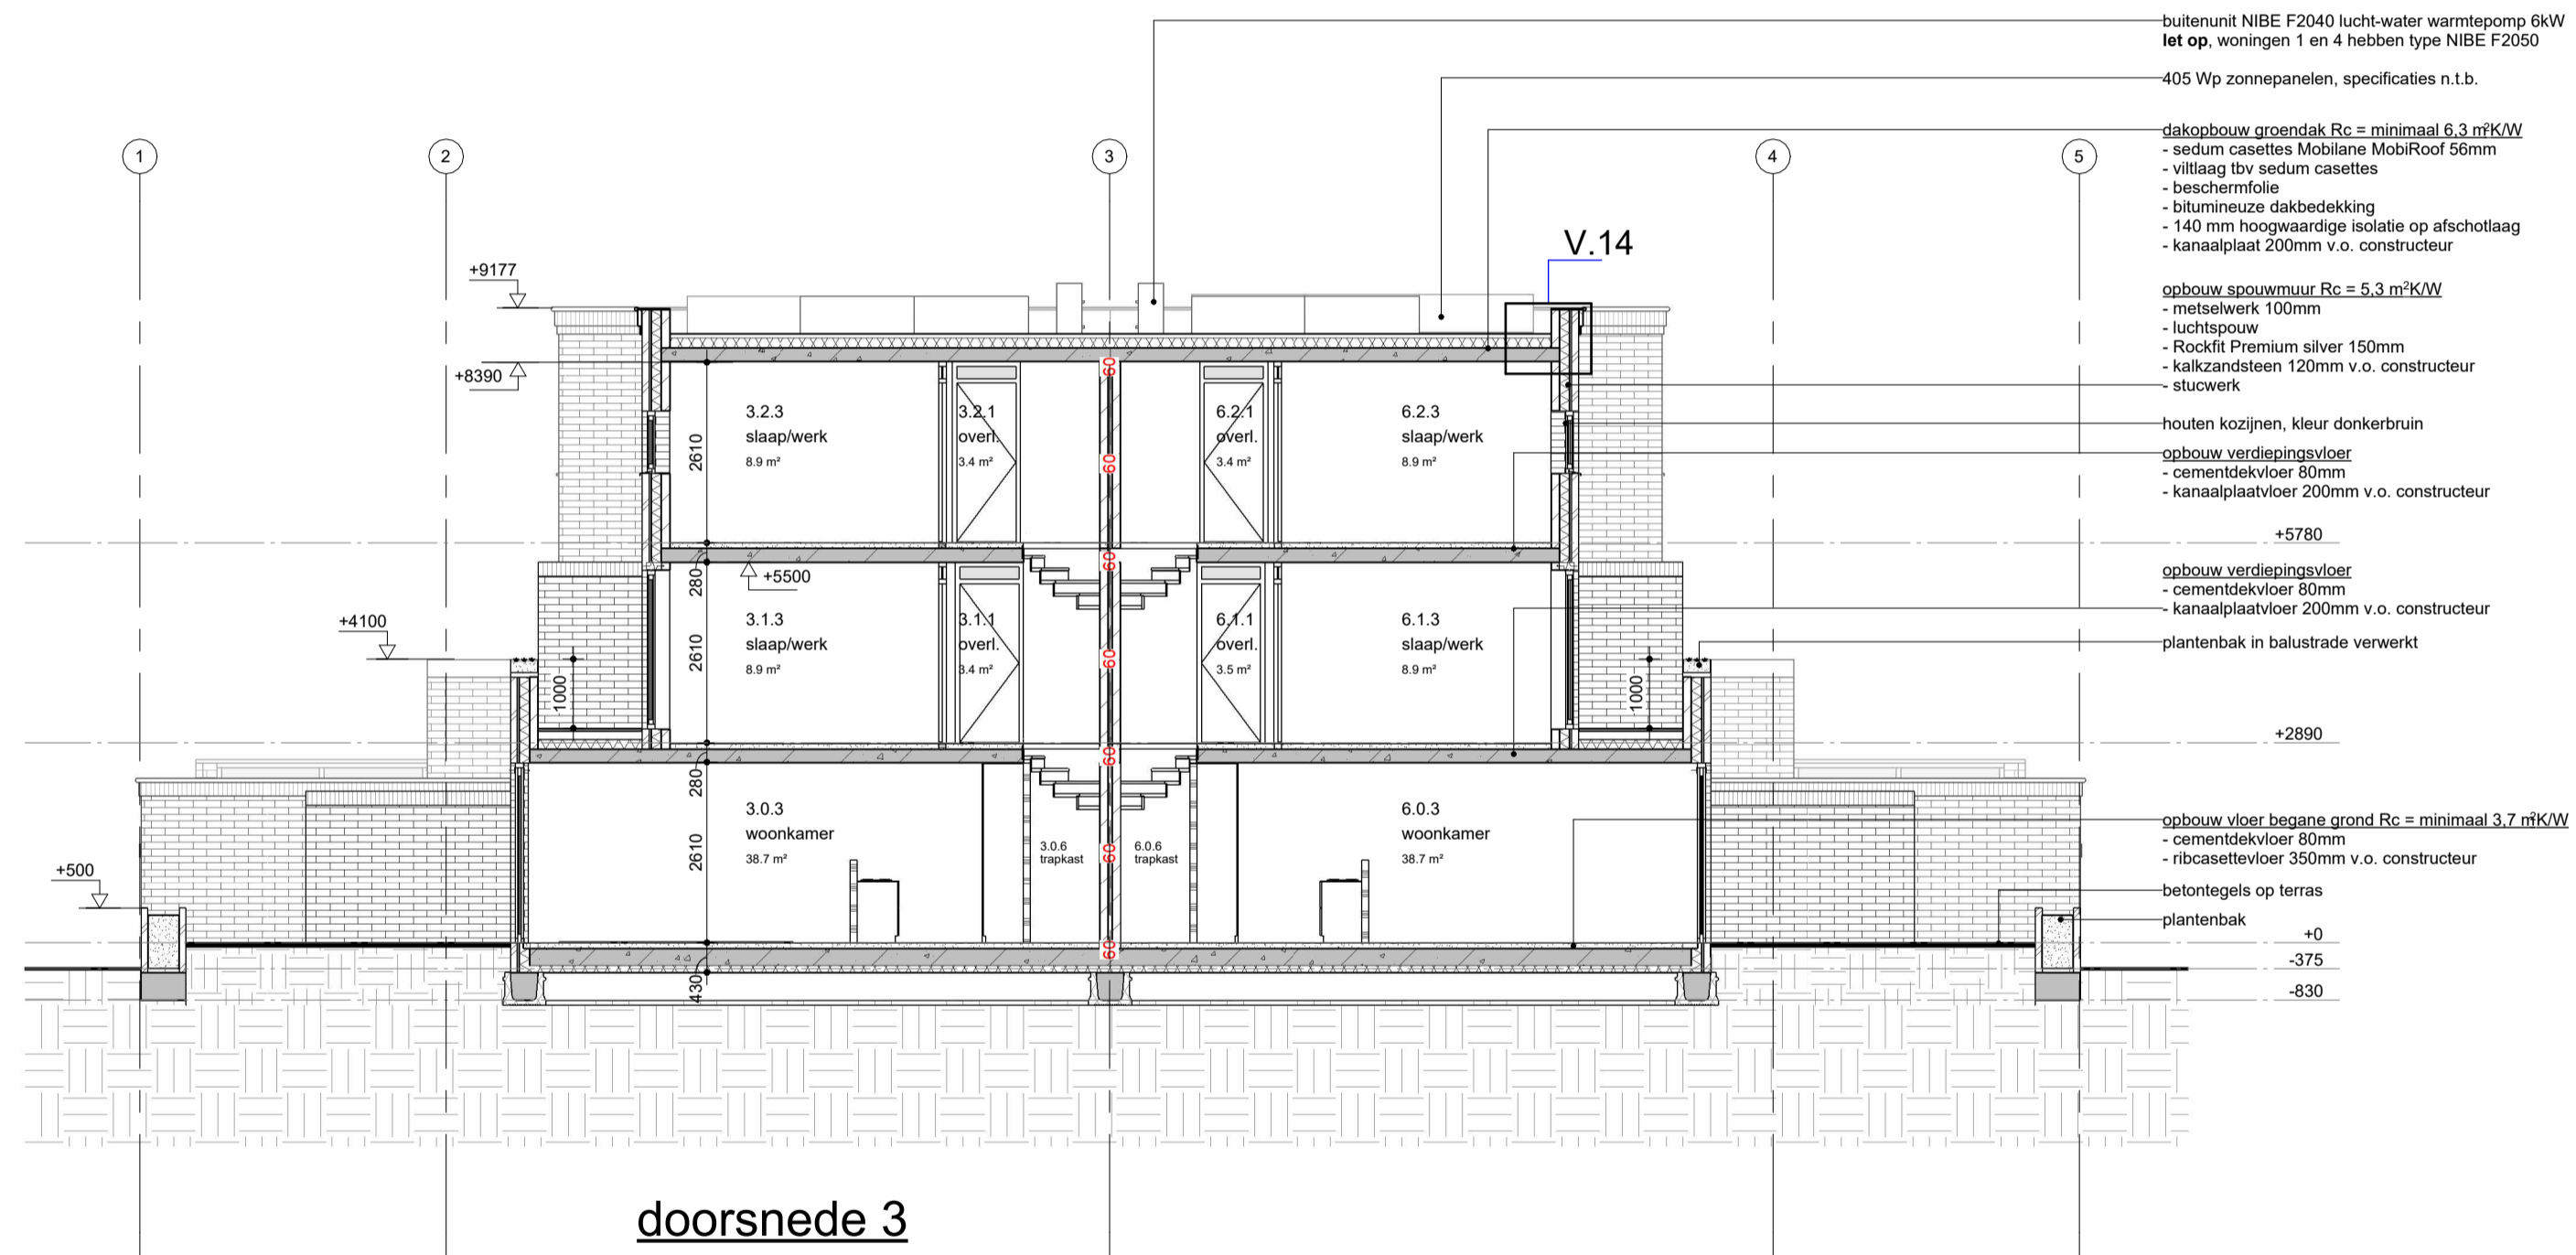 buitenunit NIBE F2040 lucht-water warmtepomp 6kW
let op, woningen 1 en 4 hebben type NIBE F2050
405 Wp zonnepanelen, specificaties n.t.b.
dakopbouw groendak Rc = minimaal 6,3 m²K/W
- sedum casettes Mobilane MobiRoof 56mm
- viltlaag tbv sedum casettes
- beschermfolie
- bitumineuze dakbedekking
- 140 mm hoogwaardige isolatie op afschotlaag
- kanaalplaat 200mm v.o. constructeur
opbouw spouwmuur Rc = 5,3 m²K/W
- metselwerk 100mm
- luchtspouw
- Rockfit Premium silver 150mm
- kalkzandsteen 120mm v.o. constructeur
- stucwerk
houten kozijnen, kleur donkerbruin
opbouw verdiepingsvloer
- cementdekvloer 80mm
- kanaalplaatvloer 200mm v.o. constructeur
+5780
opbouw verdiepingsvloer
- cementdekvloer 80mm
- kanaalplaatvloer 200mm v.o. constructeur
plantenbak in balustrade verwerkt
+2890
opbouw vloer begane grond Rc = minimaal 3,7 m²K/W
- cementdekvloer 80mm
- ribcasettevloer 350mm v.o. constructeur
betontegels op terras
plantenbak
+0
-375
-830
1
2
3
4
5
V.14
+9177
+8390
60
3.2.3
slaap/werk
8.9 m²
3.2.1
overl.
3.4 m²
6.2.1
overl.
3.4 m²
6.2.3
slaap/werk
8.9 m²
2610
60
60
280
+5500
3.1.3
slaap/werk
8.9 m²
3.1.1
overl.
3.4 m²
6.1.1
overl.
3.5 m²
6.1.3
slaap/werk
8.9 m²
+4100
2610
60
1000
1000
60
280
3.0.3
woonkamer
38.7 m²
3.0.6
trapkast
6.0.6
trapkast
6.0.3
woonkamer
38.7 m²
2610
60
+500
60
430
doorsnede 3